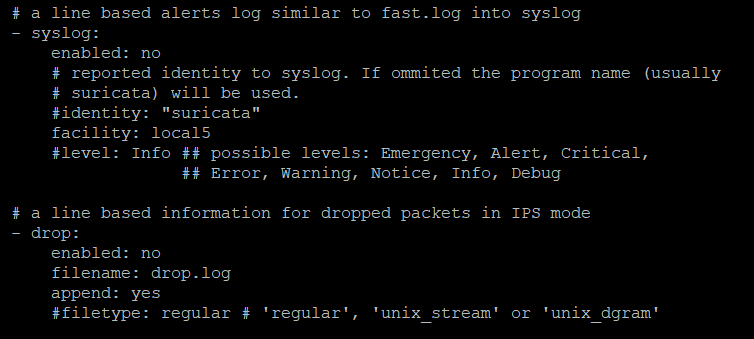 # a line based alerts log similar to fast.log into syslog
- syslog:
    enabled: no
    # reported identity to syslog. If ommited the program name (usually
    # suricata) will be used.
    #identity: "suricata"
    facility: local5
    #level: Info ## possible levels: Emergency, Alert, Critical,
                 ## Error, Warning, Notice, Info, Debug

# a line based information for dropped packets in IPS mode
- drop:
    enabled: no
    filename: drop.log
    append: yes
    #filetype: regular # 'regular', 'unix_stream' or 'unix_dgram'